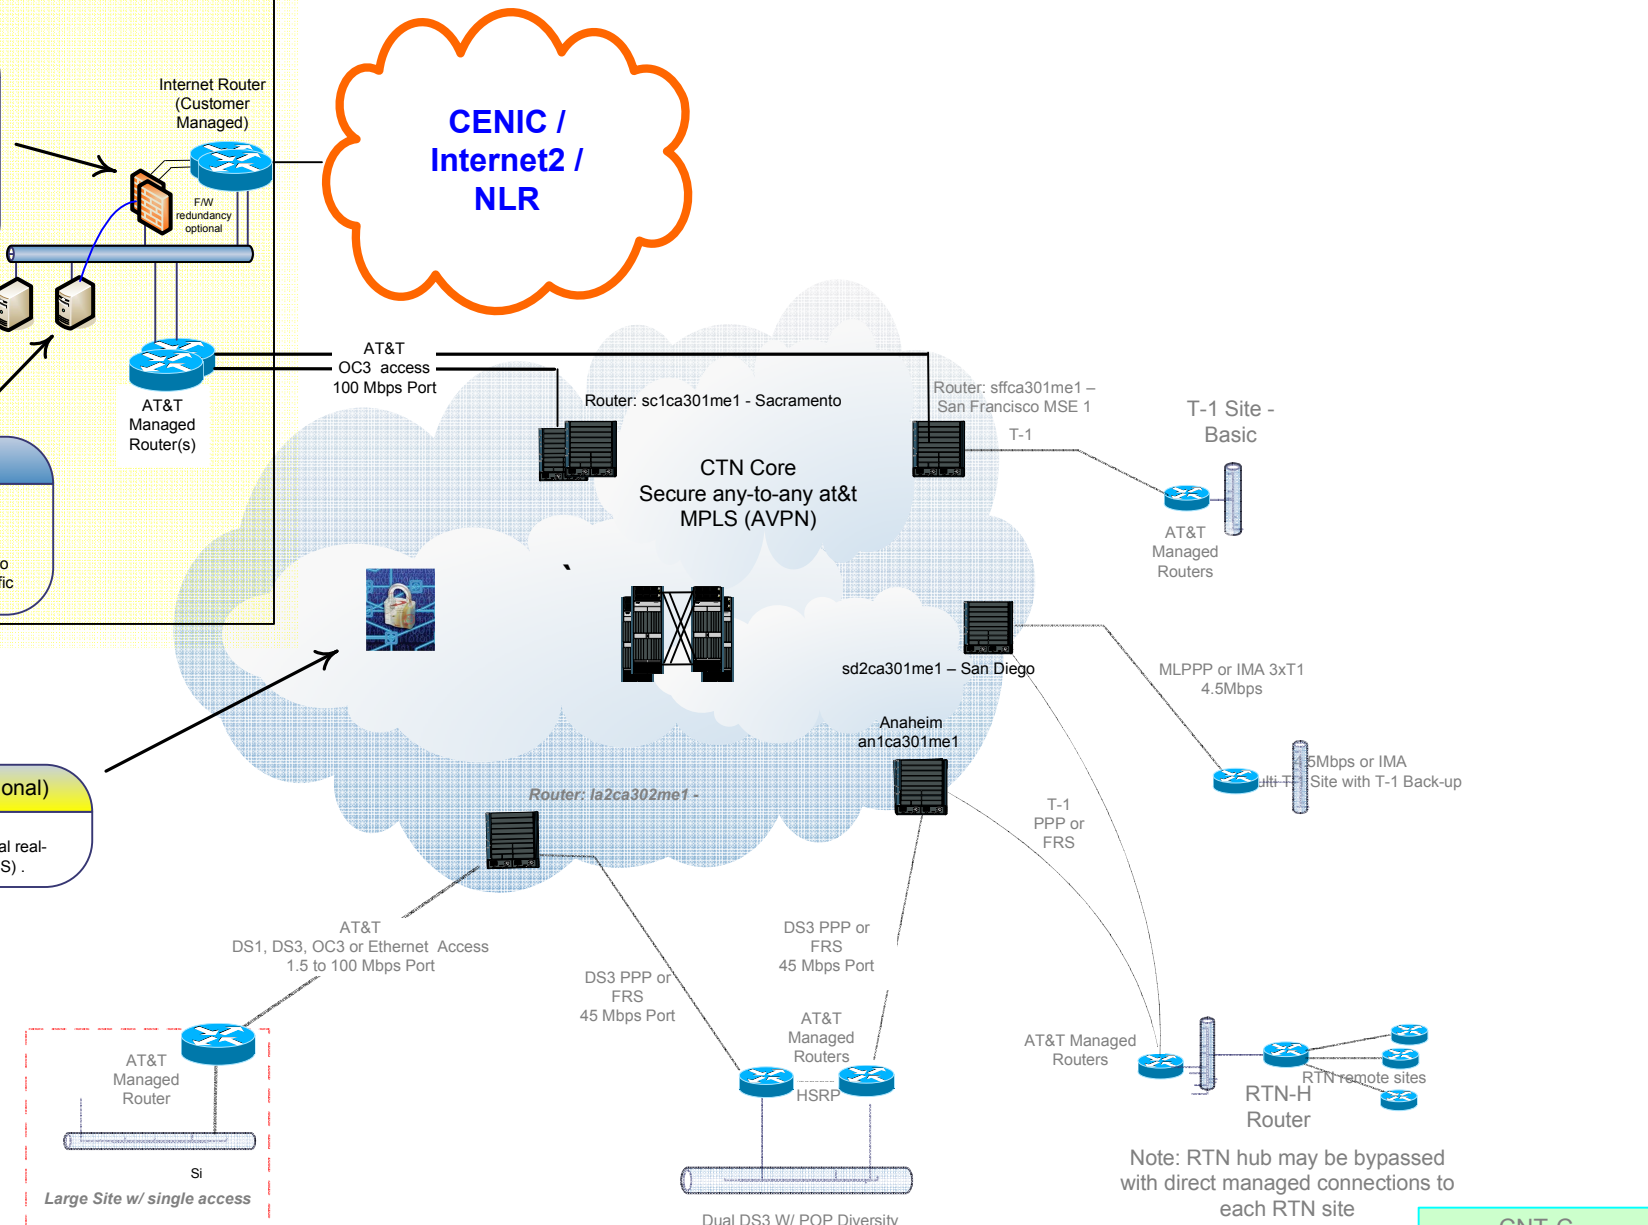 Internet Router
(Customer
Managed)
CENIC /
Internet2 /
NLR
F/W
redundancy
optional
AT&T
OC3 access
100 Mbps Port
AT&T
Managed
Router(s)
Router: sc1ca301me1 - Sacramento
Router: sffca301me1 –
San Francisco MSE 1
T-1
T-1 Site -
Basic
CTN Core
Secure any-to-any at&t
MPLS (AVPN)
AT&T
Managed
Routers
sd2ca301me1 – San Diego
MLPPP or IMA 3xT1
4.5Mbps
Anaheim
an1ca301me1
5Mbps or IMA
Site with T-1 Back-up
onal)
al real-
S) .
Router: la2ca302me1 -
T-1
PPP or
FRS
AT&T
DS1, DS3, OC3 or Ethernet Access
1.5 to 100 Mbps Port
DS3 PPP or
FRS
45 Mbps Port
DS3 PPP or
FRS
45 Mbps Port
AT&T
Managed
Routers
HSRP
AT&T Managed
Routers
RTN remote sites
RTN-H
Router
AT&T
Managed
Router
Si
Large Site w/ single access
Note: RTN hub may be bypassed
with direct managed connections to
each RTN site
Dual DS3 W/ POP Diversity